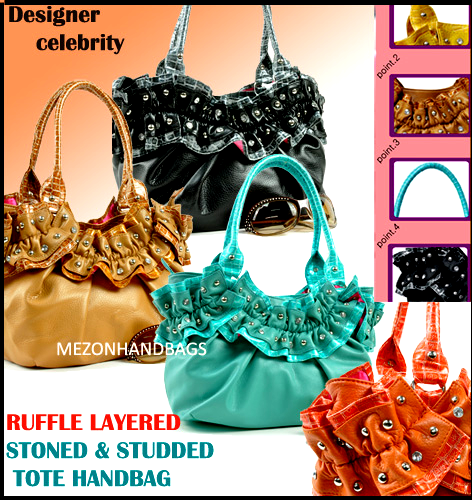 Designer
celebrity
point.2
point.3
point.4
MEZONHANDBAGS
RUFFLE LAYERED
STONED & STUDDED
TOTE HANDBAG